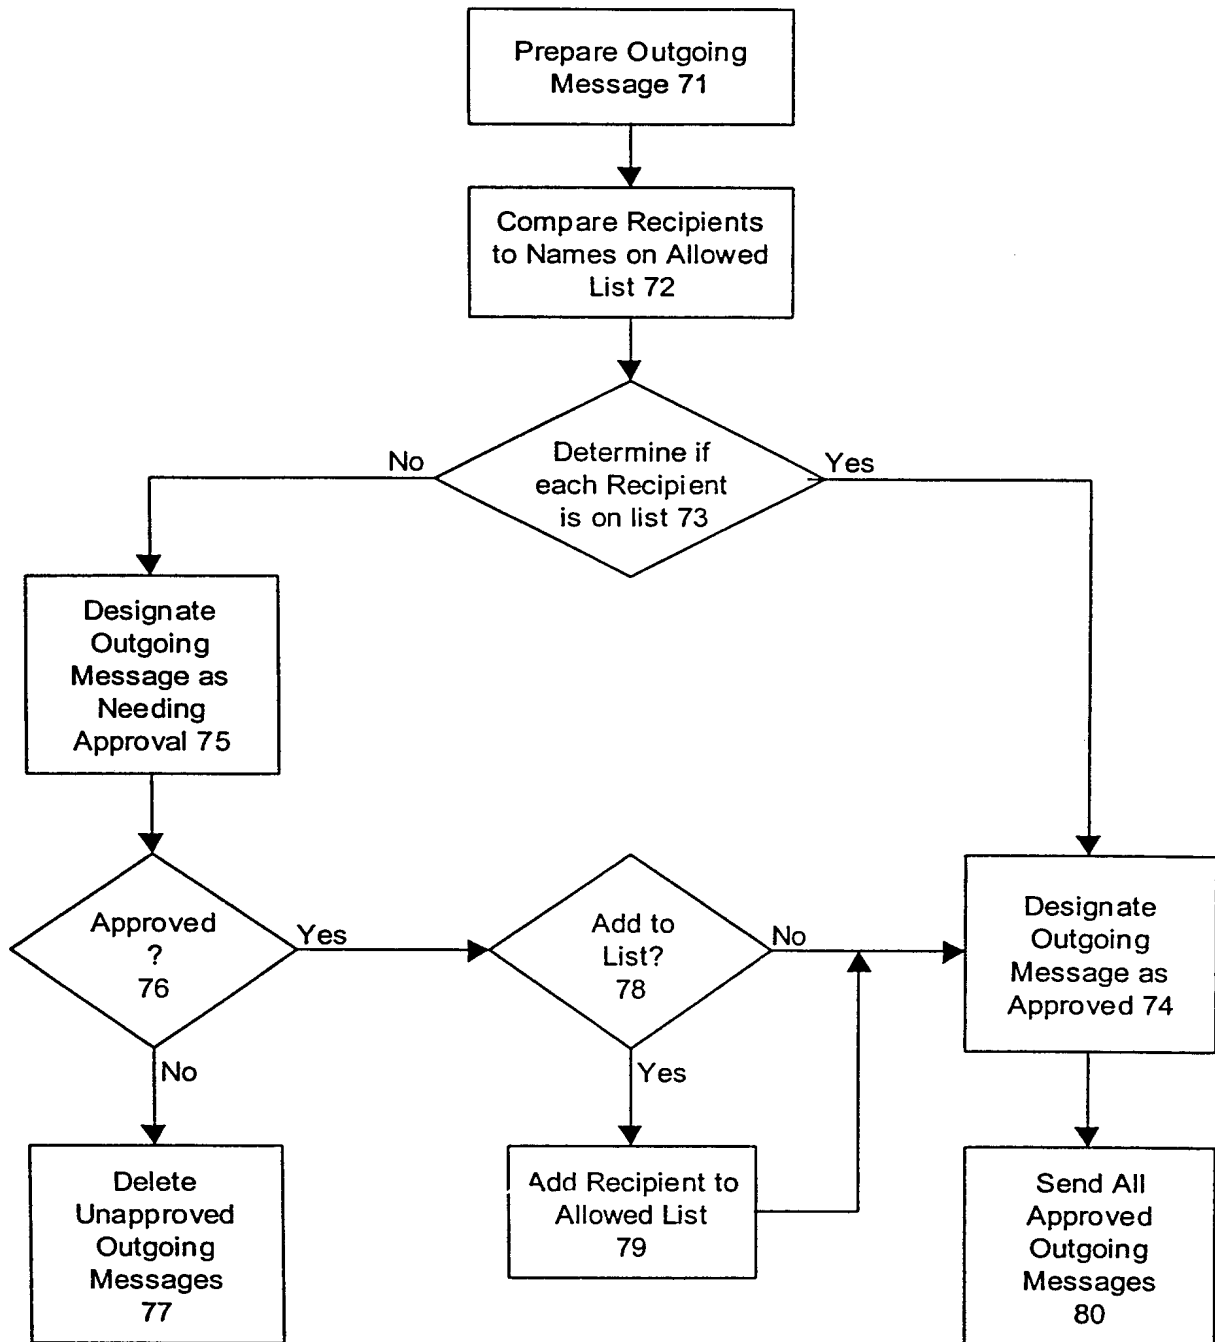 Prepare Outgoing
Message 71
Compare Recipients
to Names on Allowed
List 72
Determine if
each Recipient
is on list 73
No
Yes
Designate
Outgoing
Message as
Needing
Approval 75
Approved
?
76
Yes
No
Add to
List?
78
No
Yes
Designate
Outgoing
Message as
Approved 74
Delete
Unapproved
Outgoing
Messages
77
Add Recipient to
Allowed List
79
Send All
Approved
Outgoing
Messages
80